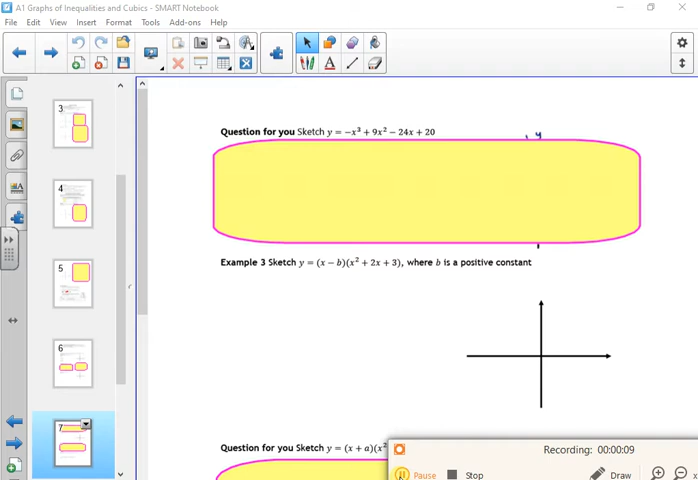 A1 Graphs of Inequalities and Cubics - SMART Notebook
File Edit View Insert Format Tools Add-ons Help
3
4
5
6
7
Question for you Sketch y = −x³ + 9x² − 24x + 20
y
Example 3 Sketch y = (x − b)(x² + 2x + 3), where b is a positive constant
Question for you Sketch y = (x + a)(x²
Recording: 00:00:09
Pause Stop Draw x